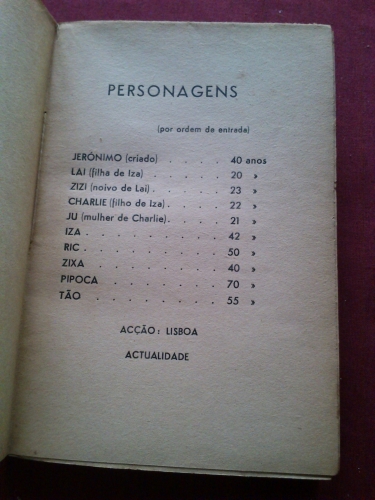 PERSONAGENS
(por ordem da entrada)
JERÓNIMO (criado) . . . . . 40 anos
LAI (filha de Iza) . . . . . 20 »
ZIZI (noivo de Lai) . . . . . 23 »
CHARLIE (filho de Iza) . . . . 22 »
JU (mulher de Charlie) . . . . 21 »
IZA . . . . . . . . 42 »
RIC . . . . . . . . 50 »
ZIXA . . . . . . . . 40 »
PIPOCA . . . . . . . 70 »
TÃO . . . . . . . . 55 »
ACÇÃO: LISBOA
ACTUALIDADE